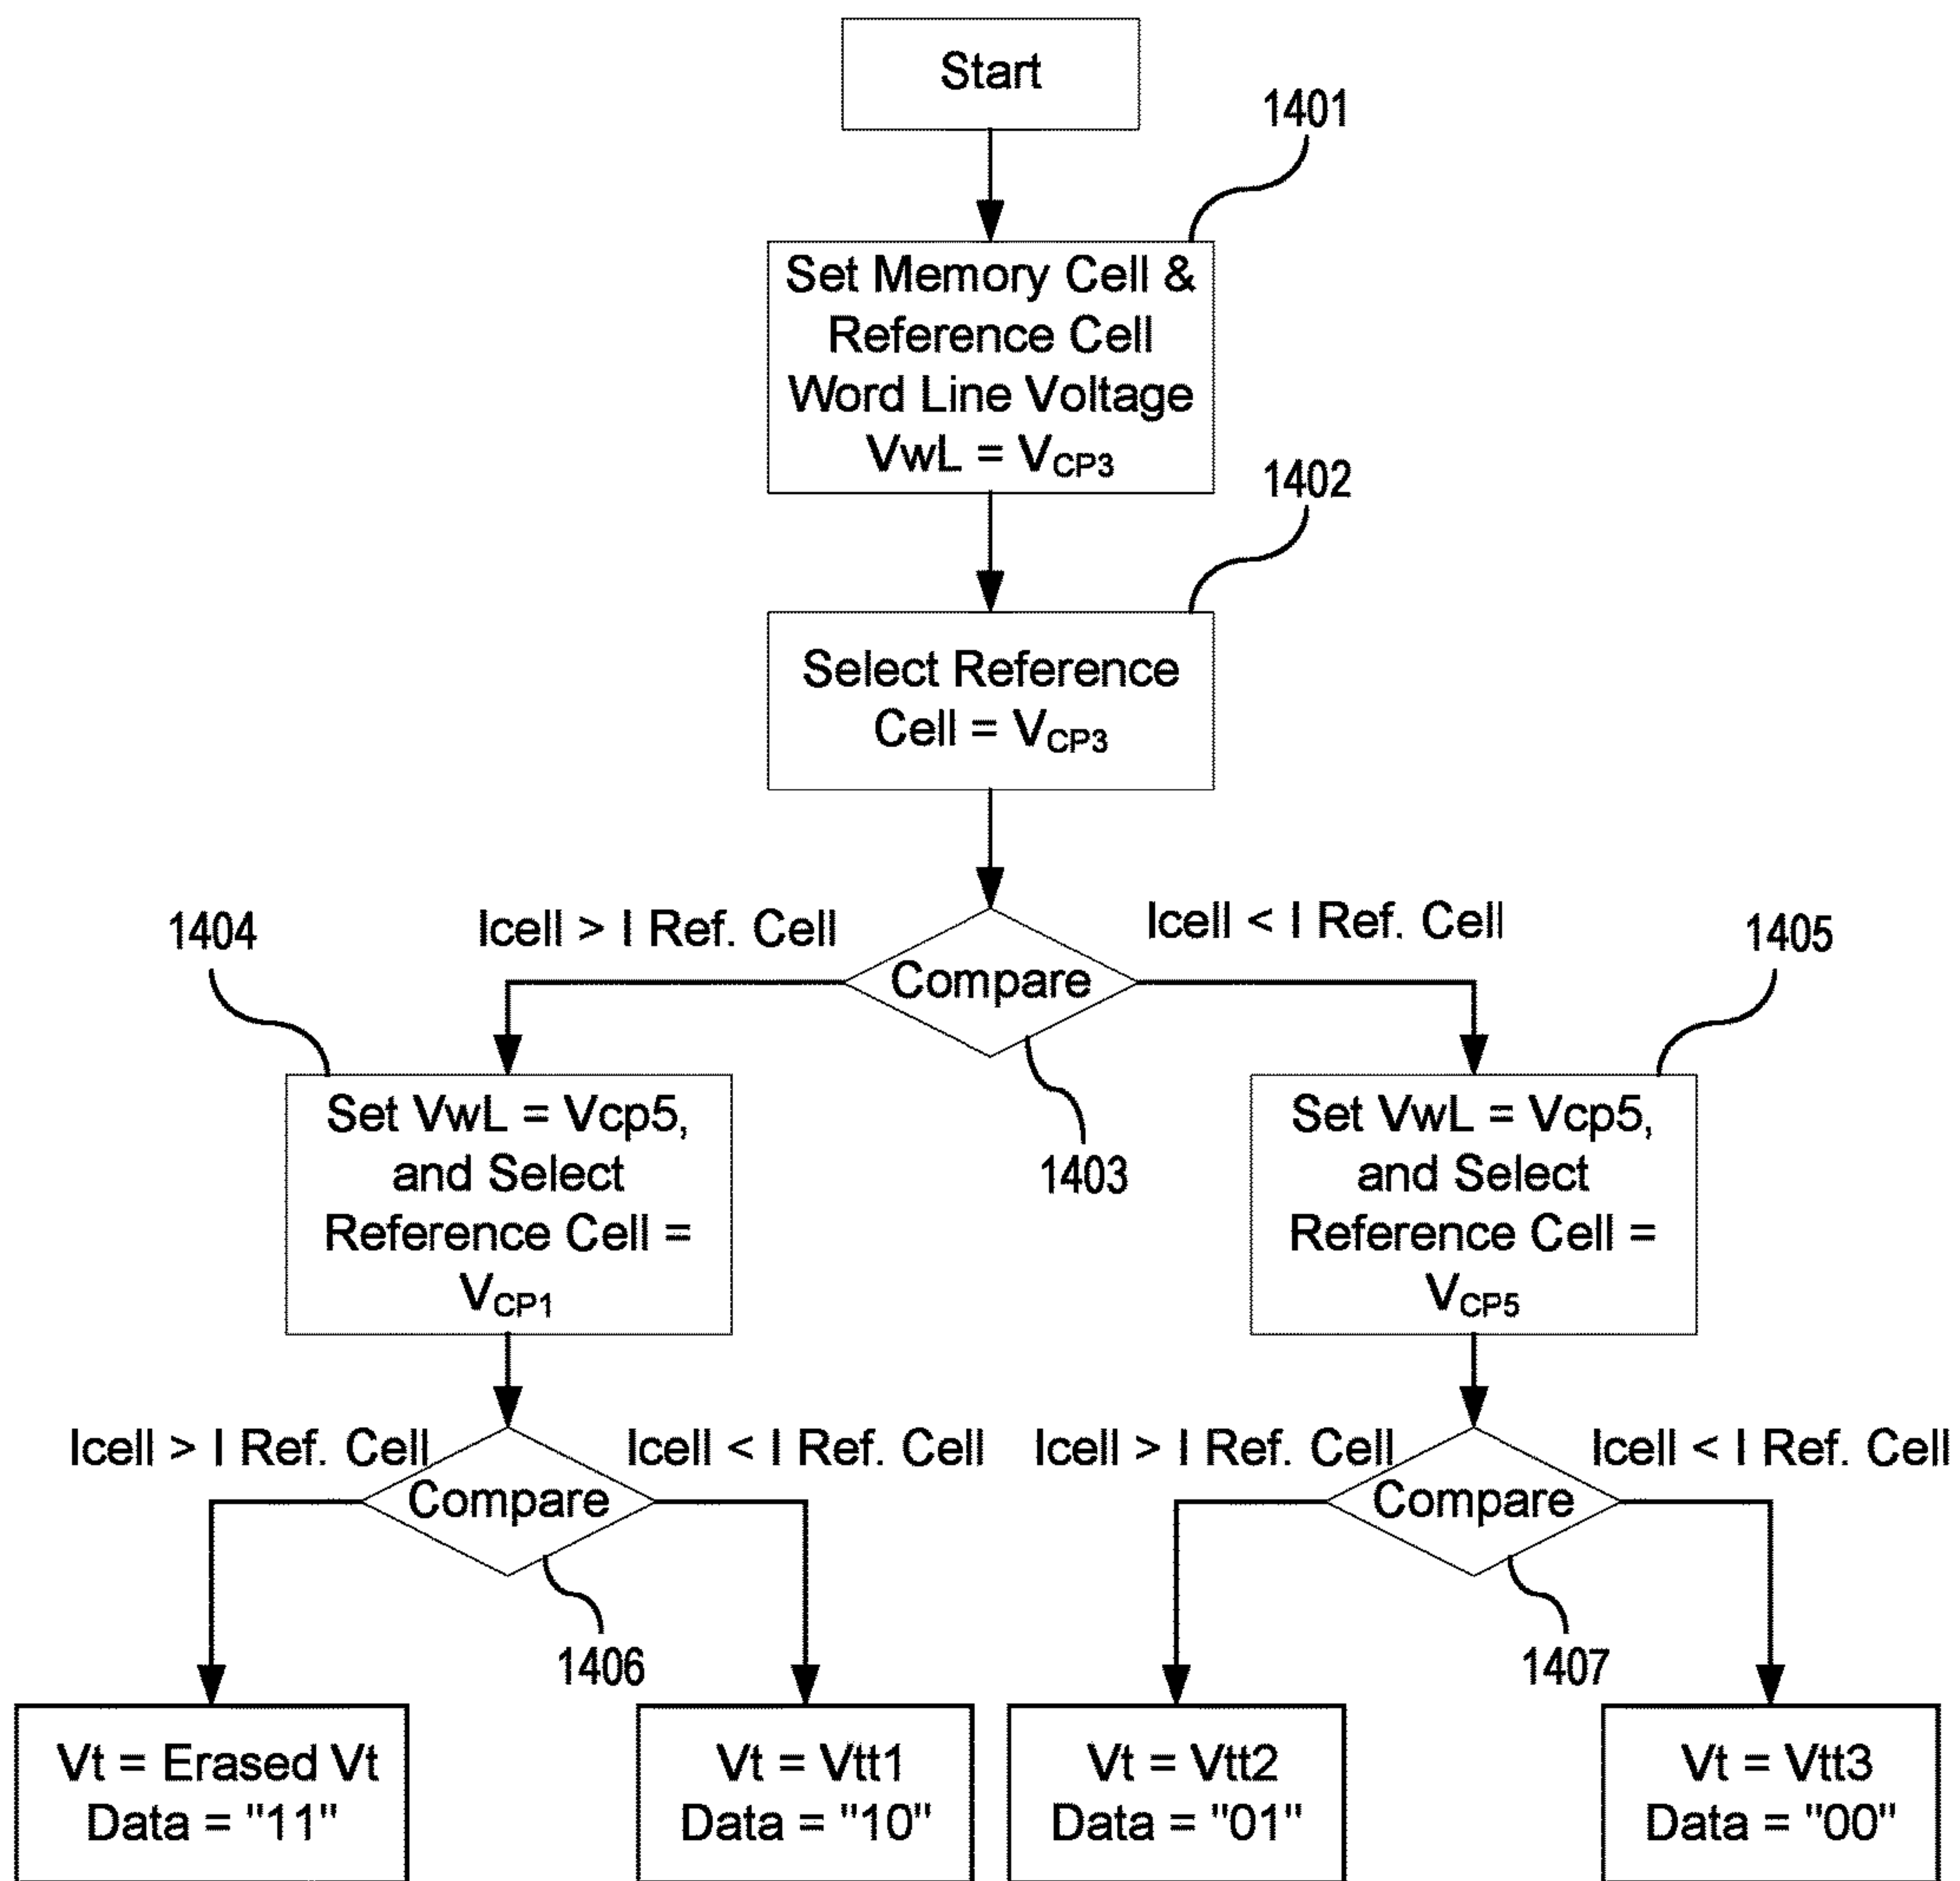 Start
1401
Set Memory Cell &
Reference Cell
Word Line Voltage
VwL = VCP3
1402
Select Reference
Cell = VCP3
Icell > I Ref. Cell
Icell < I Ref. Cell
1404
1405
Compare
1403
Set VwL = Vcp5,
and Select
Reference Cell =
VCP1
Set VwL = Vcp5,
and Select
Reference Cell =
VCP5
Icell > I Ref. Cell
Icell < I Ref. Cell
Compare
1406
Icell > I Ref. Cell
Icell < I Ref. Cell
Compare
1407
Vt = Erased Vt
Data = "11"
Vt = Vtt1
Data = "10"
Vt = Vtt2
Data = "01"
Vt = Vtt3
Data = "00"